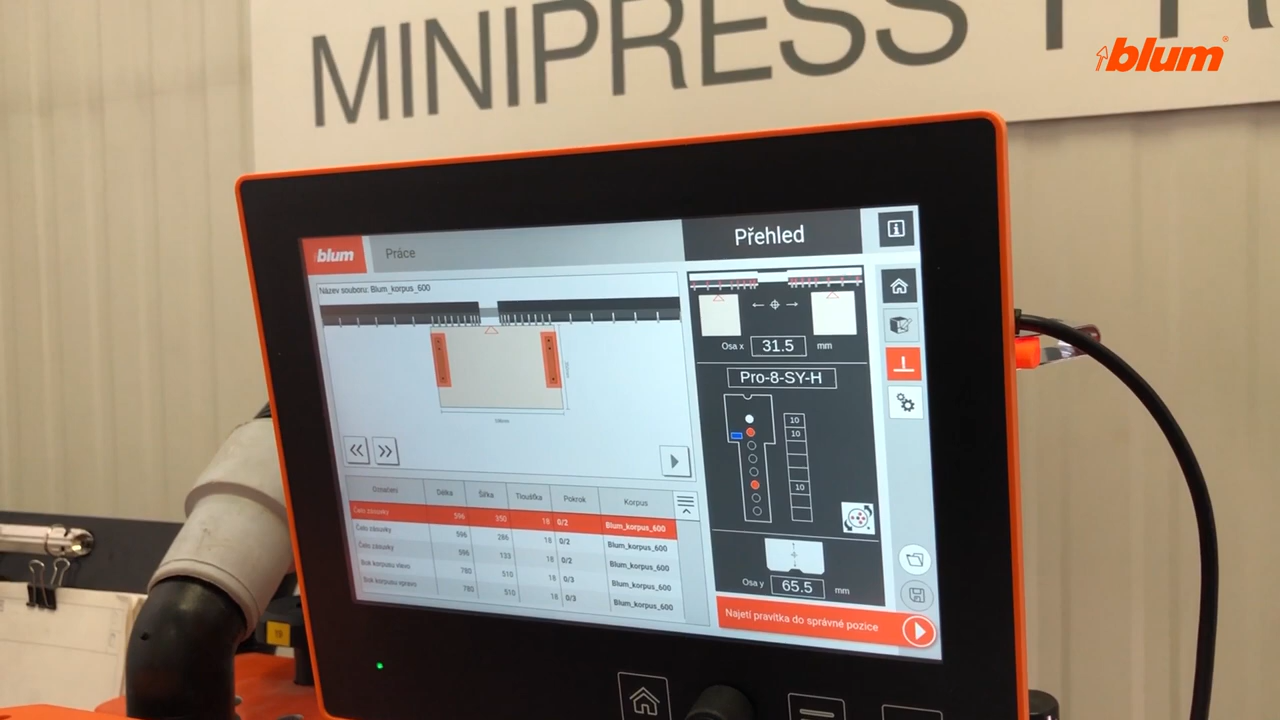 MINIPRESS
blum
blum
Práce
Přehled
Název souboru: Blum_korpus_600
Osa x 31.5 mm
Pro-8-SY-H
10
10
10
Osa y 65.5 mm
Najetí pravítka do správné pozice
Označení Délka Šířka Tloušťka Pokrok Korpus
Čelo zásuvky 596 350 18 0/2 Blum_korpus_600
Čelo zásuvky 596 286 18 0/2 Blum_korpus_600
Čelo zásuvky 596 133 18 0/2 Blum_korpus_600
Bok korpusu vlevo 780 510 18 0/3 Blum_korpus_600
Bok korpusu vpravo 780 510 18 0/3 Blum_korpus_600